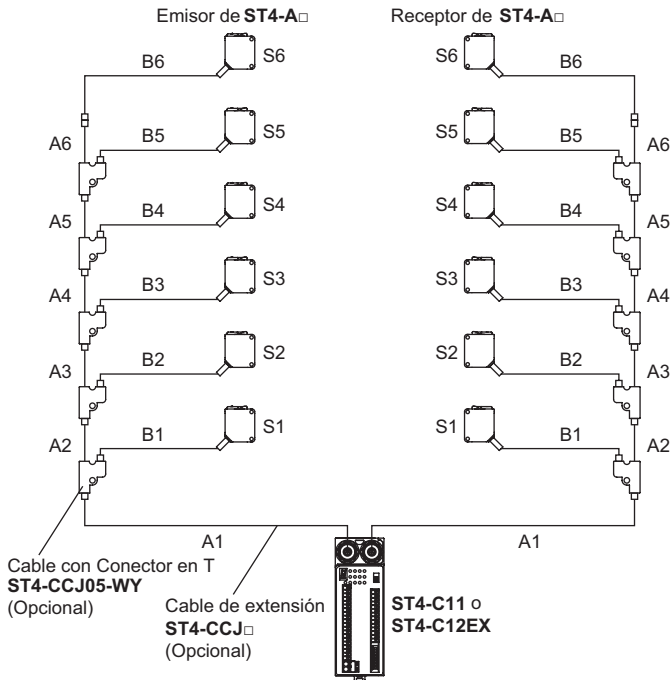 Emisor de ST4-A□ Receptor de ST4-A□
B6 S6 S6 B6
A6 B5 S5 S5 B5 A6
A5 B4 S4 S4 B4 A5
A4 B3 S3 S3 B3 A4
A3 B2 S2 S2 B2 A3
A2 B1 S1 S1 B1 A2
A1 A1
Cable con Conector en T
ST4-CCJ05-WY
(Opcional)
Cable de extensión
ST4-CCJ□
(Opcional)
ST4-C11 o
ST4-C12EX